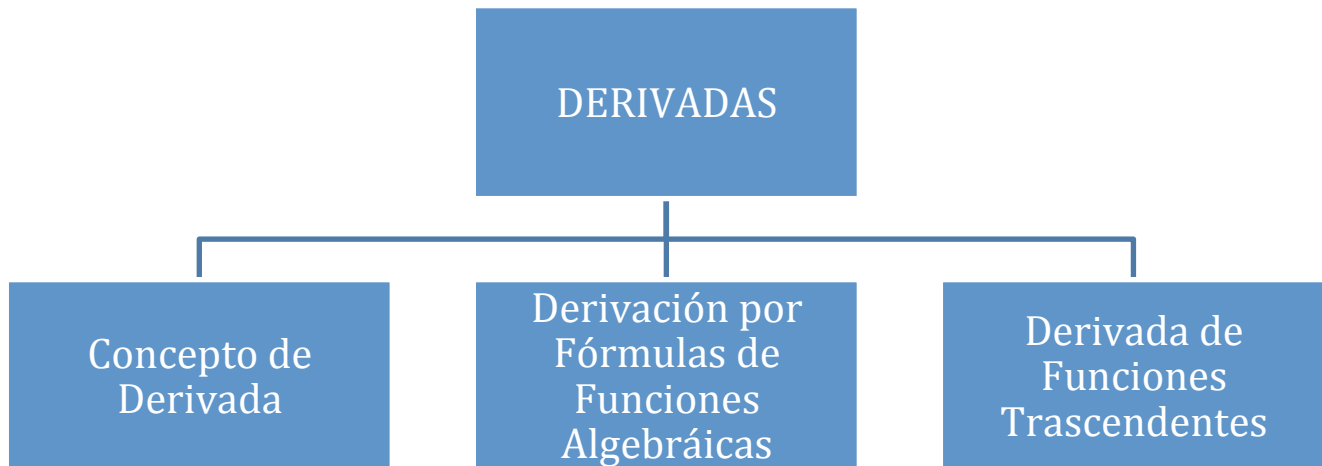 DERIVADAS
Concepto de
Derivada
Derivación por
Fórmulas de
Funciones
Algebráicas
Derivada de
Funciones
Trascendentes